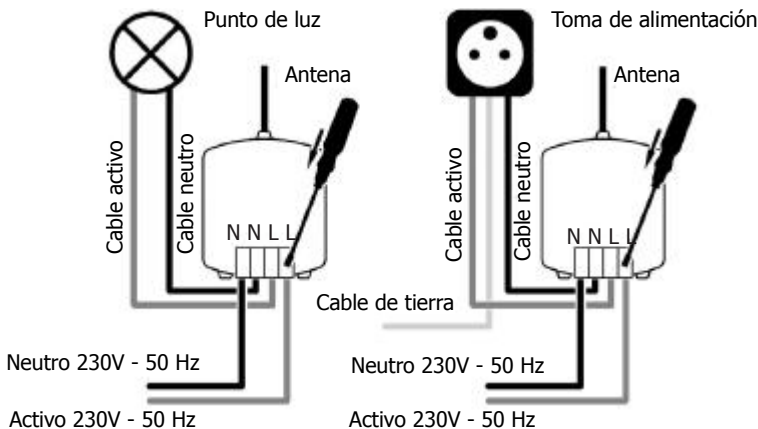 Punto de luz
Antena
Cable activo
Cable neutro
N N L L
Neutro 230V - 50 Hz
Activo 230V - 50 Hz
Toma de alimentación
Antena
Cable activo
Cable neutro
N N L L
Cable de tierra
Neutro 230V - 50 Hz
Activo 230V - 50 Hz